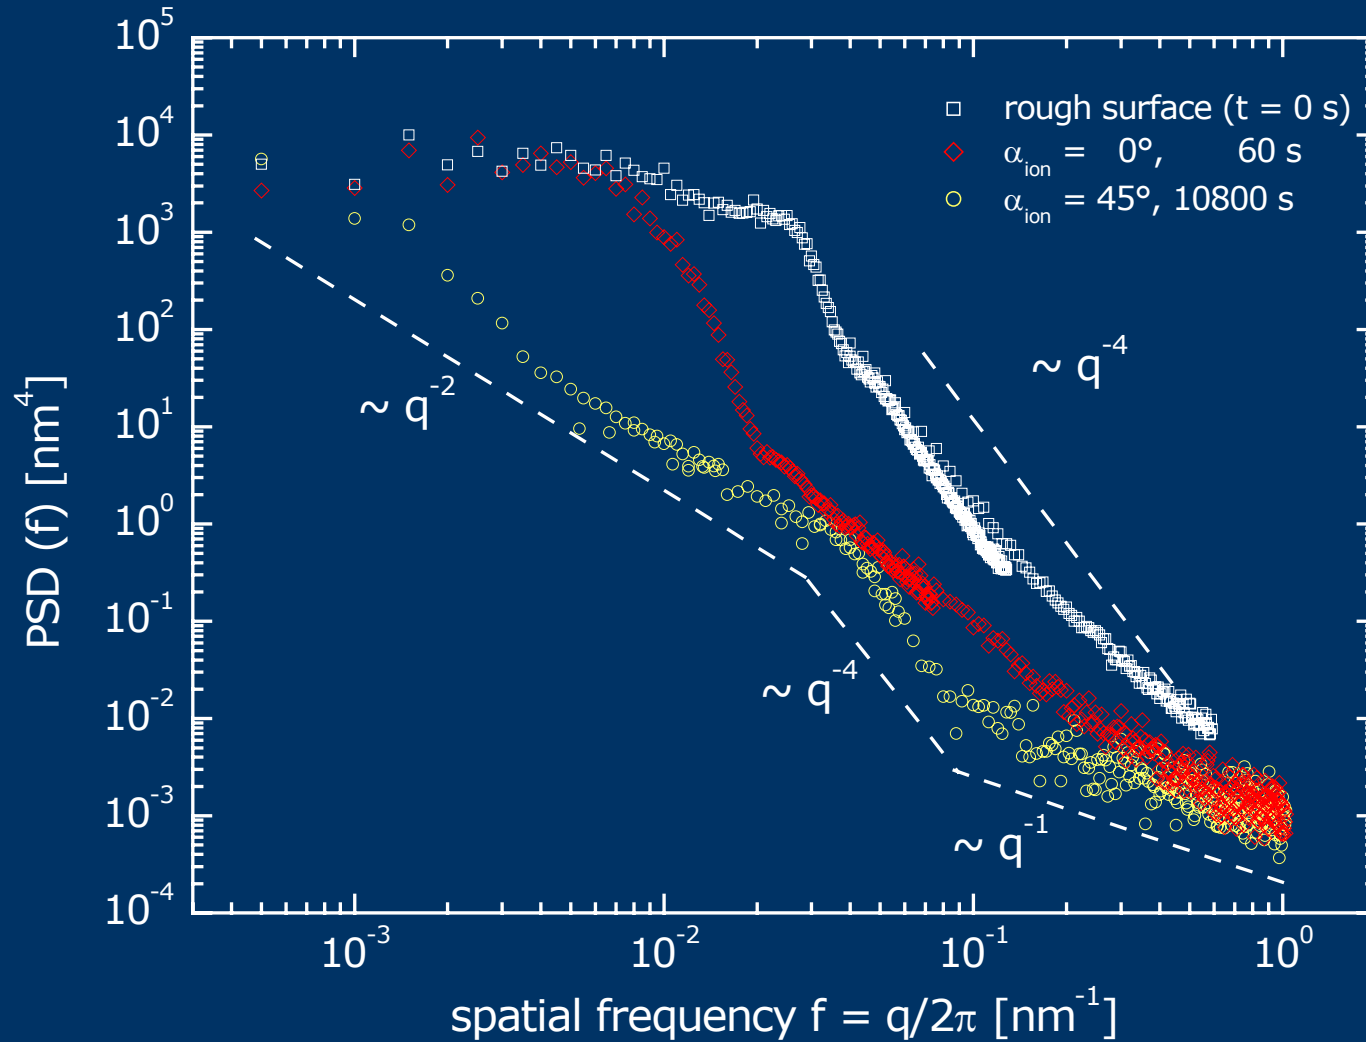 10^5
10^4
10^3
10^2
10^1
10^0
10^-1
10^-2
10^-3
10^-4
PSD (f) [nm^4]
rough surface (t = 0 s)
α_ion = 0°, 60 s
α_ion = 45°, 10800 s
~ q^-4
~ q^-2
~ q^-4
~ q^-1
10^-3
10^-2
10^-1
10^0
spatial frequency f = q/2π [nm^-1]